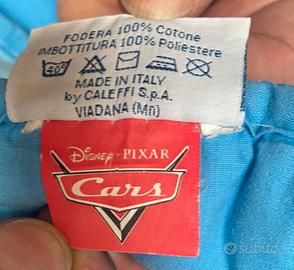 FODERA 100% Cotone
IMBOTTITURA 100% Poliestere
40°
MADE IN ITALY
by CALEFFI S.p.A.
VIADANA (Mn)
Disney · PIXAR
Cars
subito